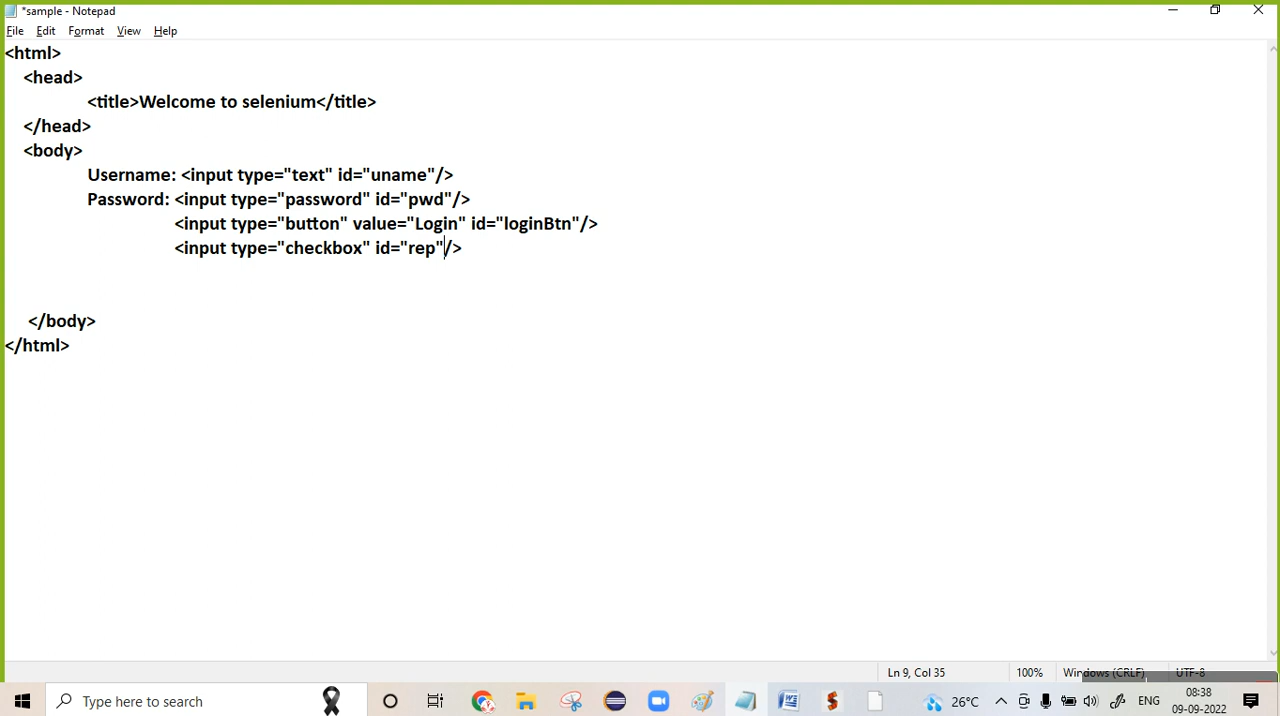 *sample - Notepad
File Edit Format View Help
<html>
<head>
<title>Welcome to selenium</title>
</head>
<body>
Username: <input type="text" id="uname"/>
Password: <input type="password" id="pwd"/>
<input type="button" value="Login" id="loginBtn"/>
<input type="checkbox" id="rep"/>
</body>
</html>
Ln 9, Col 35 100% Windows (CRLF) UTF-8
Type here to search 26°C ENG 08:38
09-09-2022